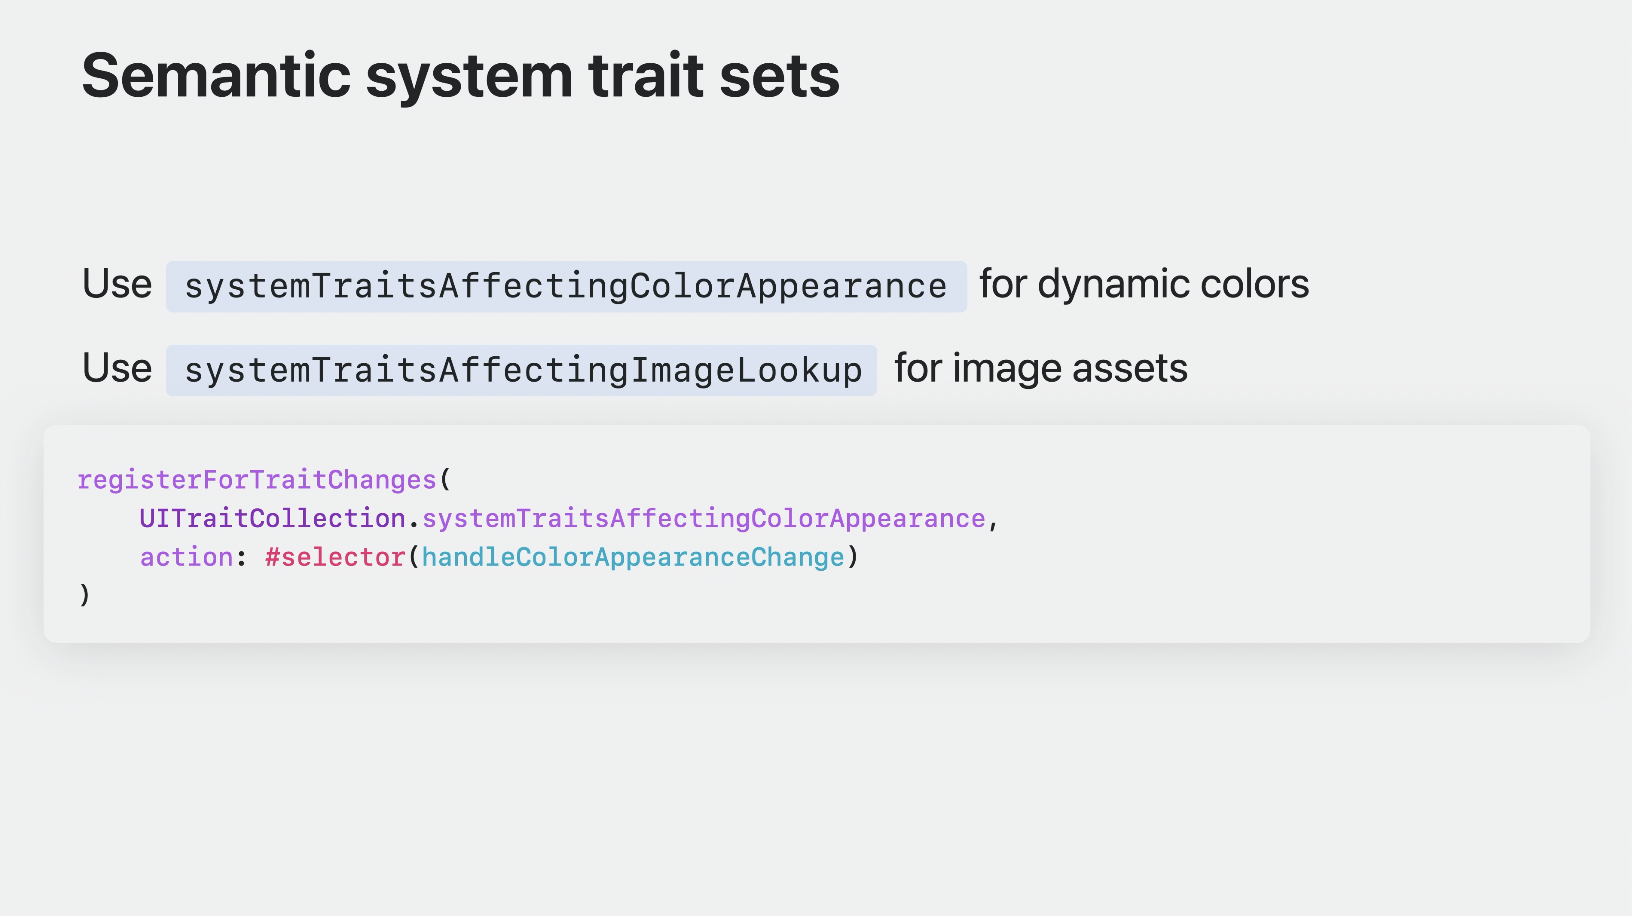 Semantic system trait sets
Use systemTraitsAffectingColorAppearance for dynamic colors
Use systemTraitsAffectingImageLookup for image assets
registerForTraitChanges(
    UITraitCollection.systemTraitsAffectingColorAppearance,
    action: #selector(handleColorAppearanceChange)
)